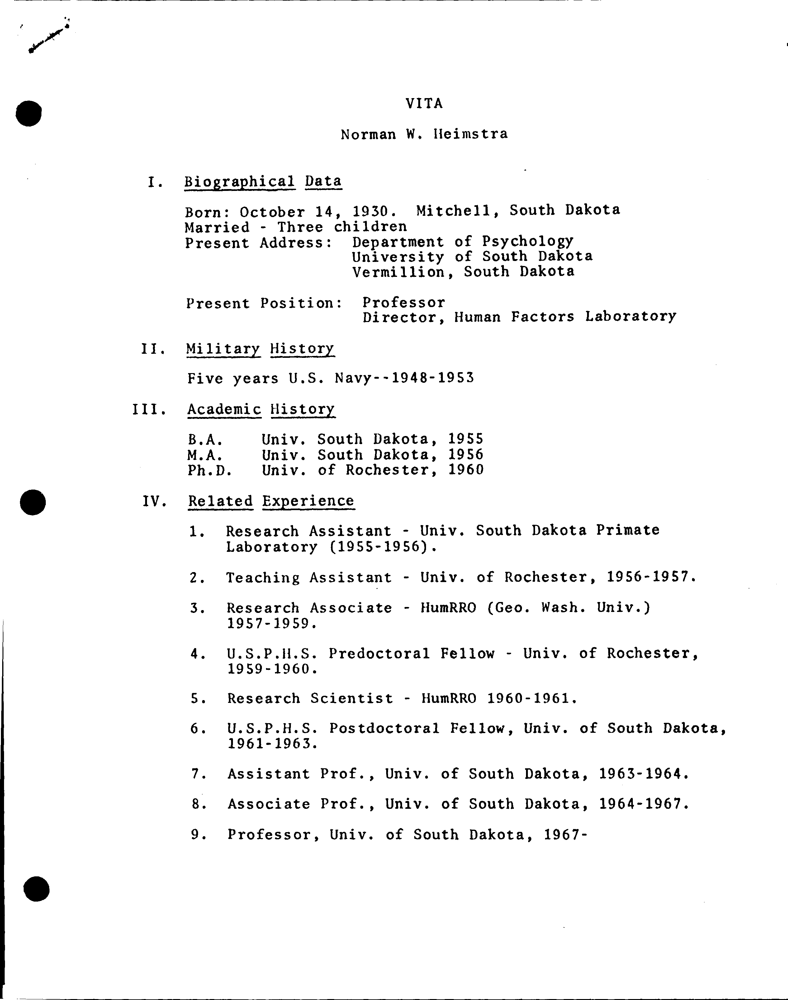 VITA
Norman W. Heimstra
I. Biographical Data
Born: October 14, 1930. Mitchell, South Dakota
Married - Three children
Present Address: Department of Psychology
University of South Dakota
Vermillion, South Dakota
Present Position: Professor
Director, Human Factors Laboratory
II. Military History
Five years U.S. Navy--1948-1953
III. Academic History
B.A. Univ. South Dakota, 1955
M.A. Univ. South Dakota, 1956
Ph.D. Univ. of Rochester, 1960
IV. Related Experience
1. Research Assistant - Univ. South Dakota Primate
Laboratory (1955-1956).
2. Teaching Assistant - Univ. of Rochester, 1956-1957.
3. Research Associate - HumRRO (Geo. Wash. Univ.)
1957-1959.
4. U.S.P.H.S. Predoctoral Fellow - Univ. of Rochester,
1959-1960.
5. Research Scientist - HumRRO 1960-1961.
6. U.S.P.H.S. Postdoctoral Fellow, Univ. of South Dakota,
1961-1963.
7. Assistant Prof., Univ. of South Dakota, 1963-1964.
8. Associate Prof., Univ. of South Dakota, 1964-1967.
9. Professor, Univ. of South Dakota, 1967-